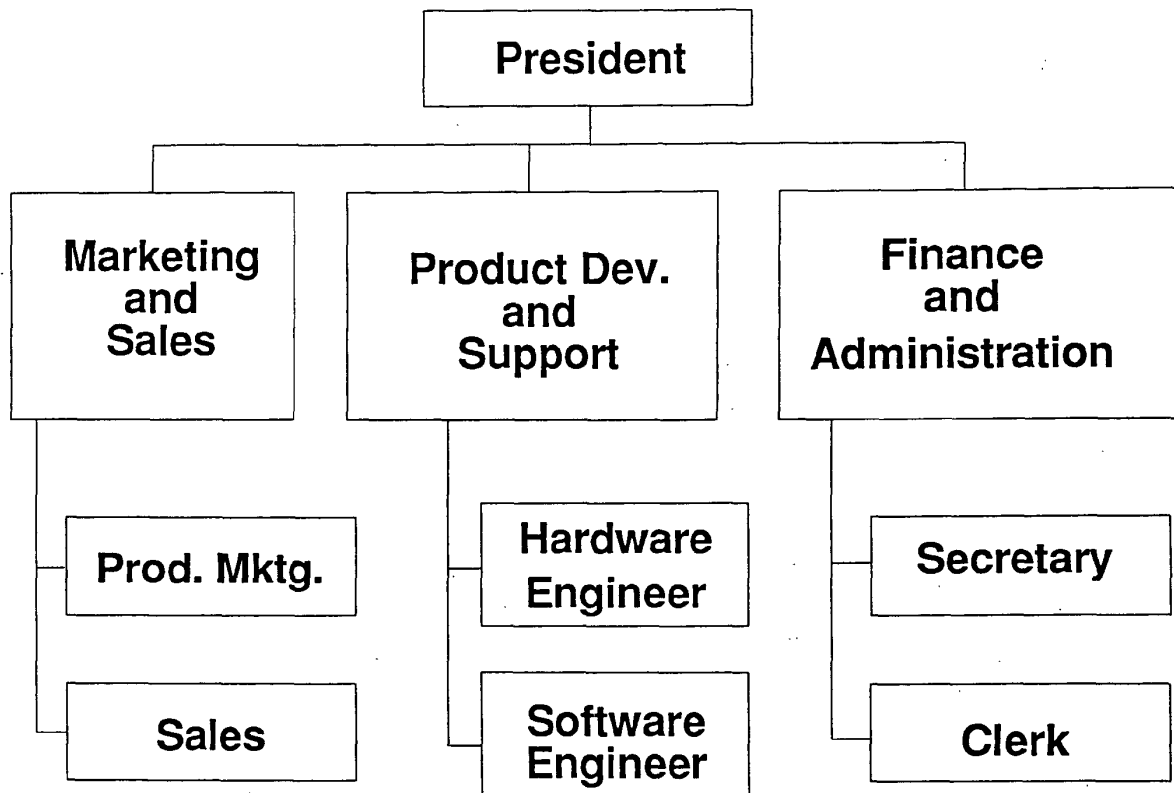 President
Marketing
and
Sales
Product Dev.
and
Support
Finance
and
Administration
Prod. Mktg.
Hardware
Engineer
Secretary
Sales
Software
Engineer
Clerk